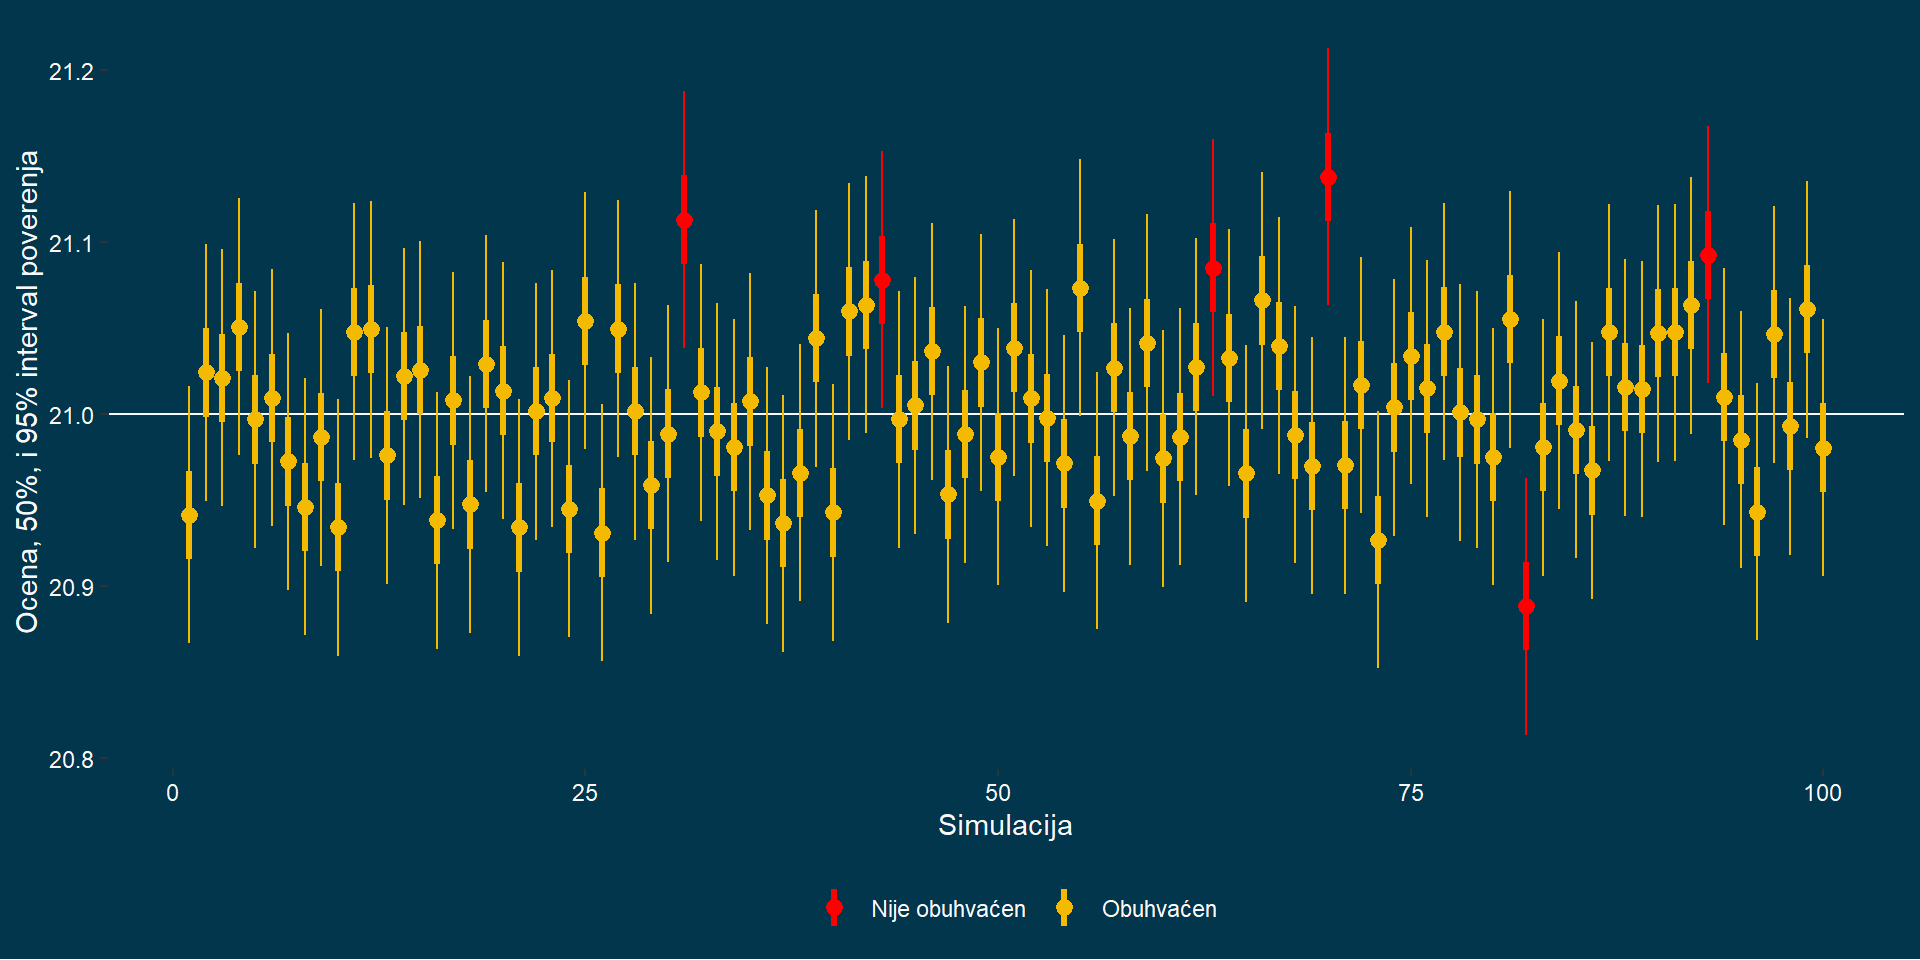 Ocena, 50%, i 95% interval poverenja
21.2
21.1
21.0
20.9
20.8
0 25 50 75 100
Simulacija
Nije obuhvaćen Obuhvaćen